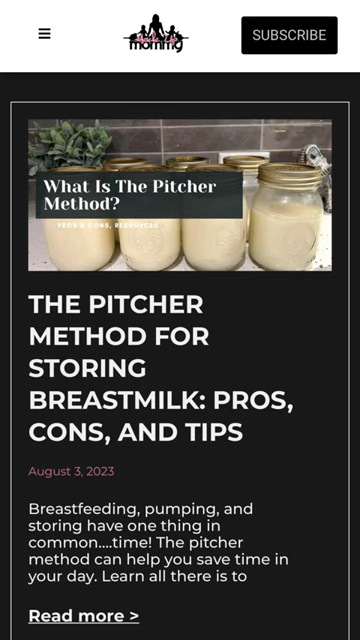 mommy
SUBSCRIBE
What Is The Pitcher
Method?
PROS & CONS, RESOURCES
THE PITCHER
METHOD FOR
STORING
BREASTMILK: PROS,
CONS, AND TIPS
August 3, 2023
Breastfeeding, pumping, and
storing have one thing in
common....time! The pitcher
method can help you save time in
your day. Learn all there is to
Read more >